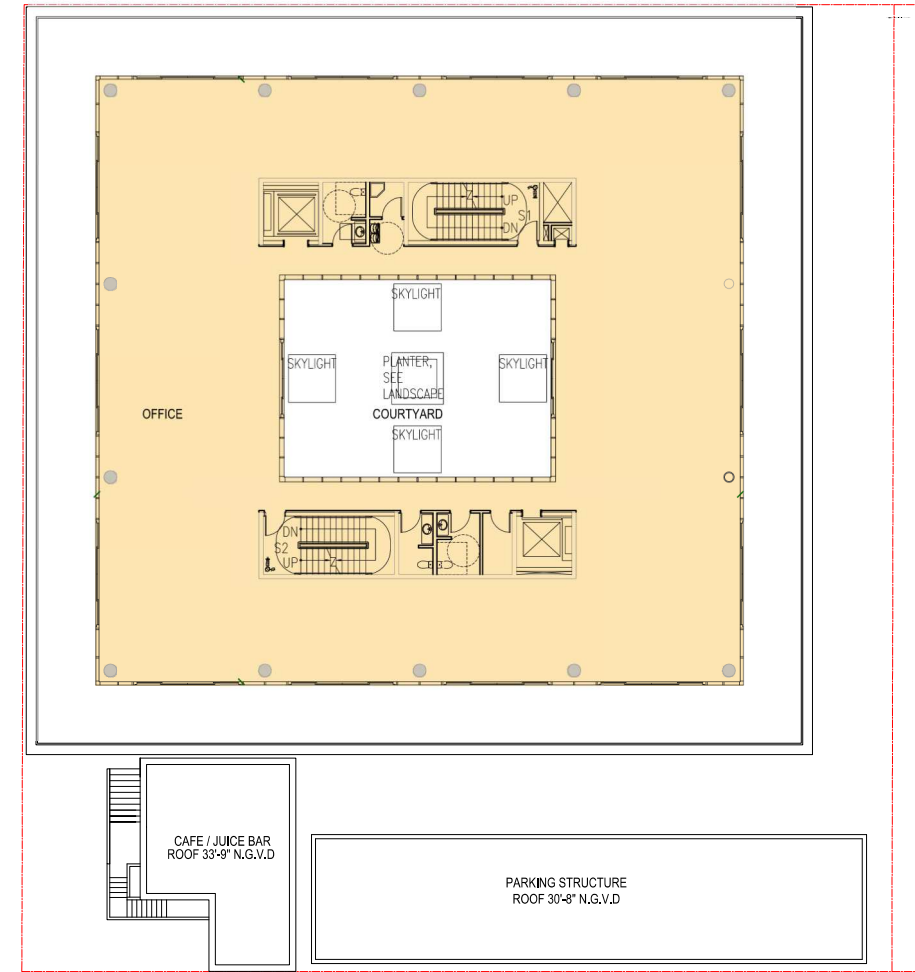 UP
S1
DN
SKYLIGHT
SKYLIGHT
PLANTER,
SEE
LANDSCAPE
SKYLIGHT
OFFICE
COURTYARD
SKYLIGHT
DN
S2
UP
CAFE / JUICE BAR
ROOF 33'-9" N.G.V.D
PARKING STRUCTURE
ROOF 30'-8" N.G.V.D